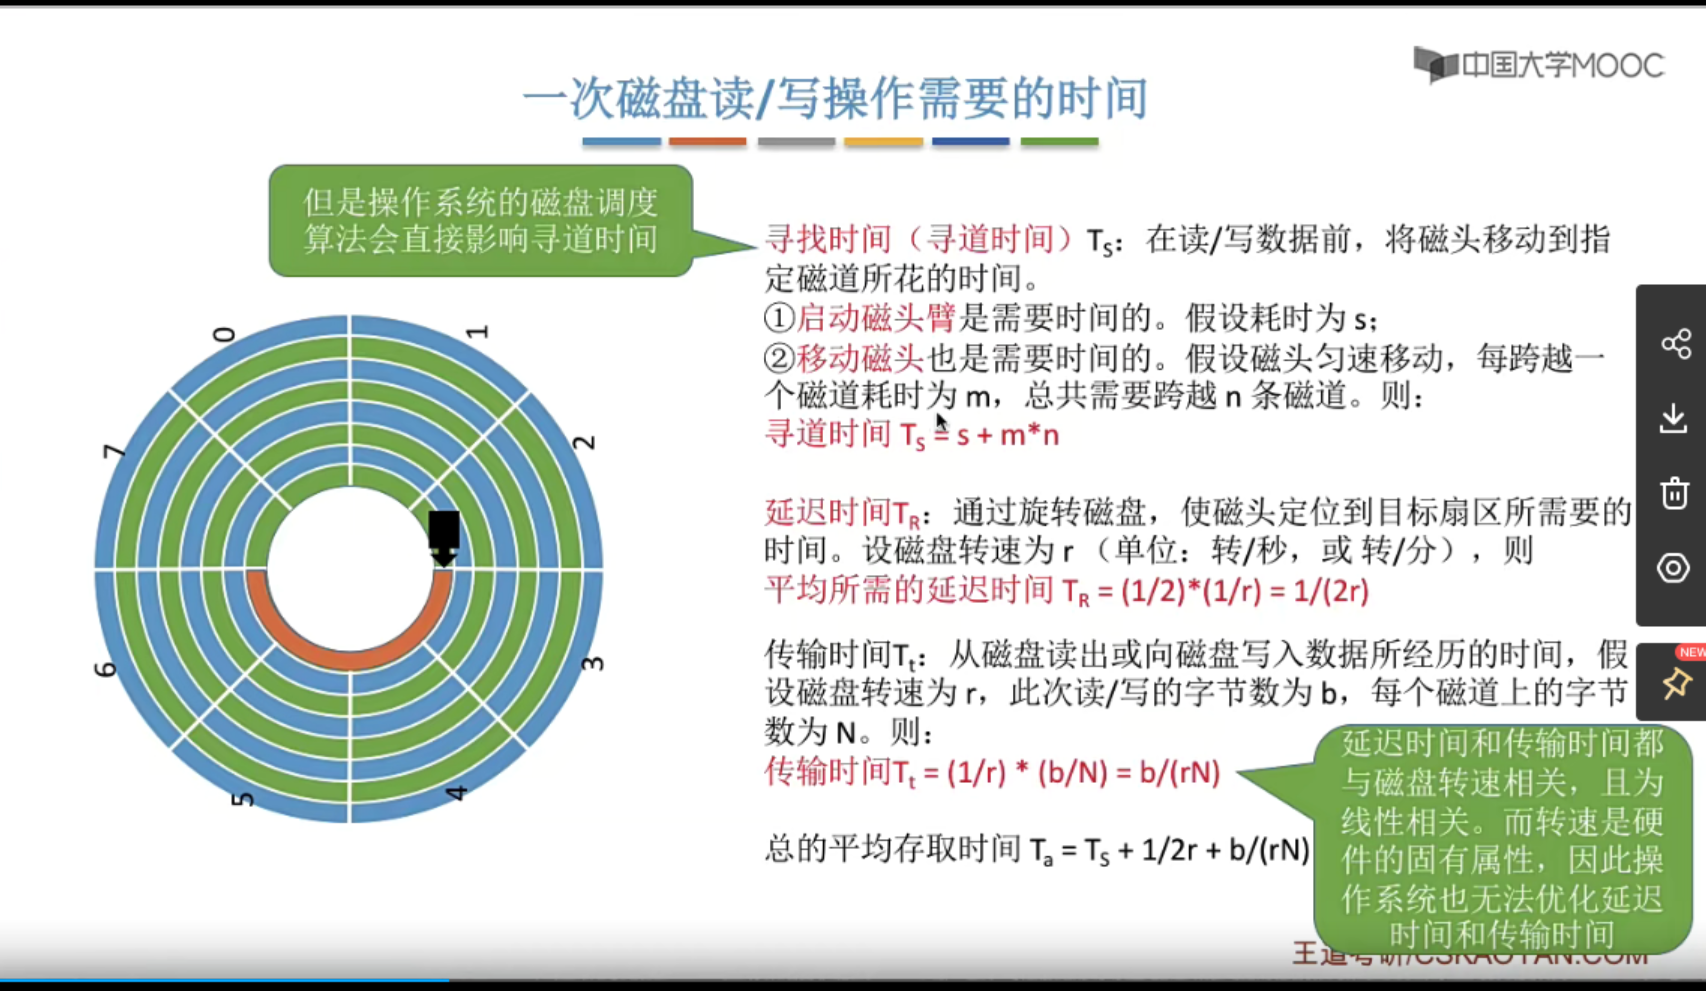 中国大学MOOC
一次磁盘读/写操作需要的时间
但是操作系统的磁盘调度
算法会直接影响寻道时间
寻找时间（寻道时间）TS：在读/写数据前，将磁头移动到指
定磁道所花的时间。
①启动磁头臂是需要时间的。假设耗时为 s；
②移动磁头也是需要时间的。假设磁头匀速移动，每跨越一
个磁道耗时为 m，总共需要跨越 n 条磁道。则：
寻道时间 TS = s + m*n
延迟时间TR：通过旋转磁盘，使磁头定位到目标扇区所需要的
时间。设磁盘转速为 r （单位：转/秒，或 转/分），则
平均所需的延迟时间 TR = (1/2)*(1/r) = 1/(2r)
传输时间Tt：从磁盘读出或向磁盘写入数据所经历的时间，假
设磁盘转速为 r，此次读/写的字节数为 b，每个磁道上的字节
数为 N。则：
传输时间Tt = (1/r) * (b/N) = b/(rN)
总的平均存取时间 Ta = TS + 1/2r + b/(rN)
延迟时间和传输时间都
与磁盘转速相关，且为
线性相关。而转速是硬
件的固有属性，因此操
作系统也无法优化延迟
时间和传输时间
0
1
2
3
4
5
6
7
NEW
王道考研/CSKAOYAN.COM